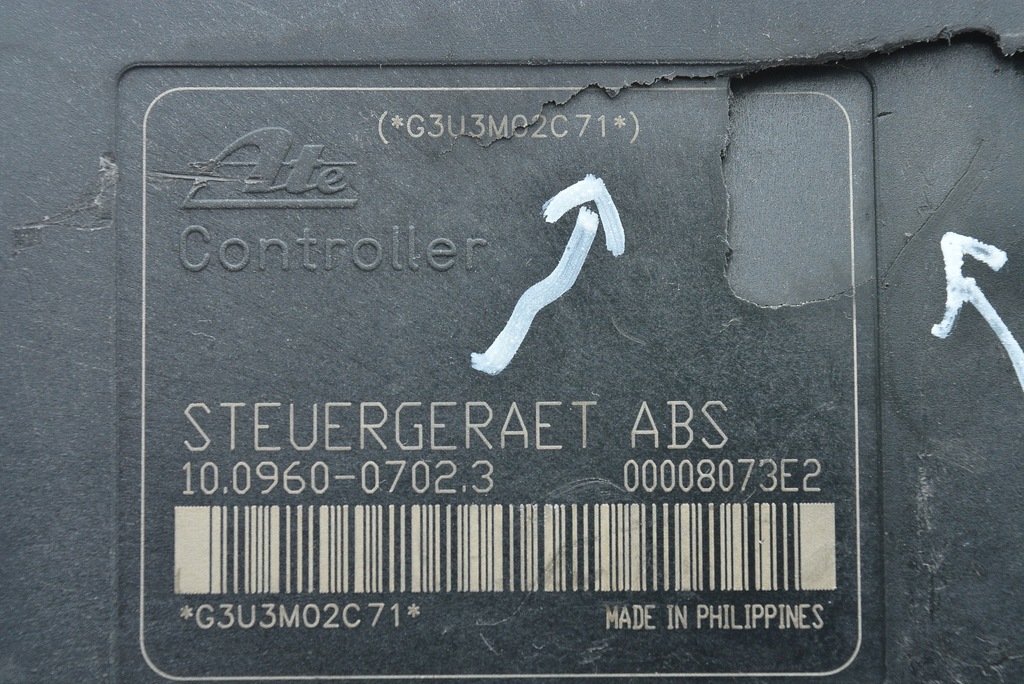 (*G3U3M02C71*)
Ate
Controller
STEUERGERAET ABS
10.0960-0702.3 00008073E2
*G3U3M02C71*
MADE IN PHILIPPINES